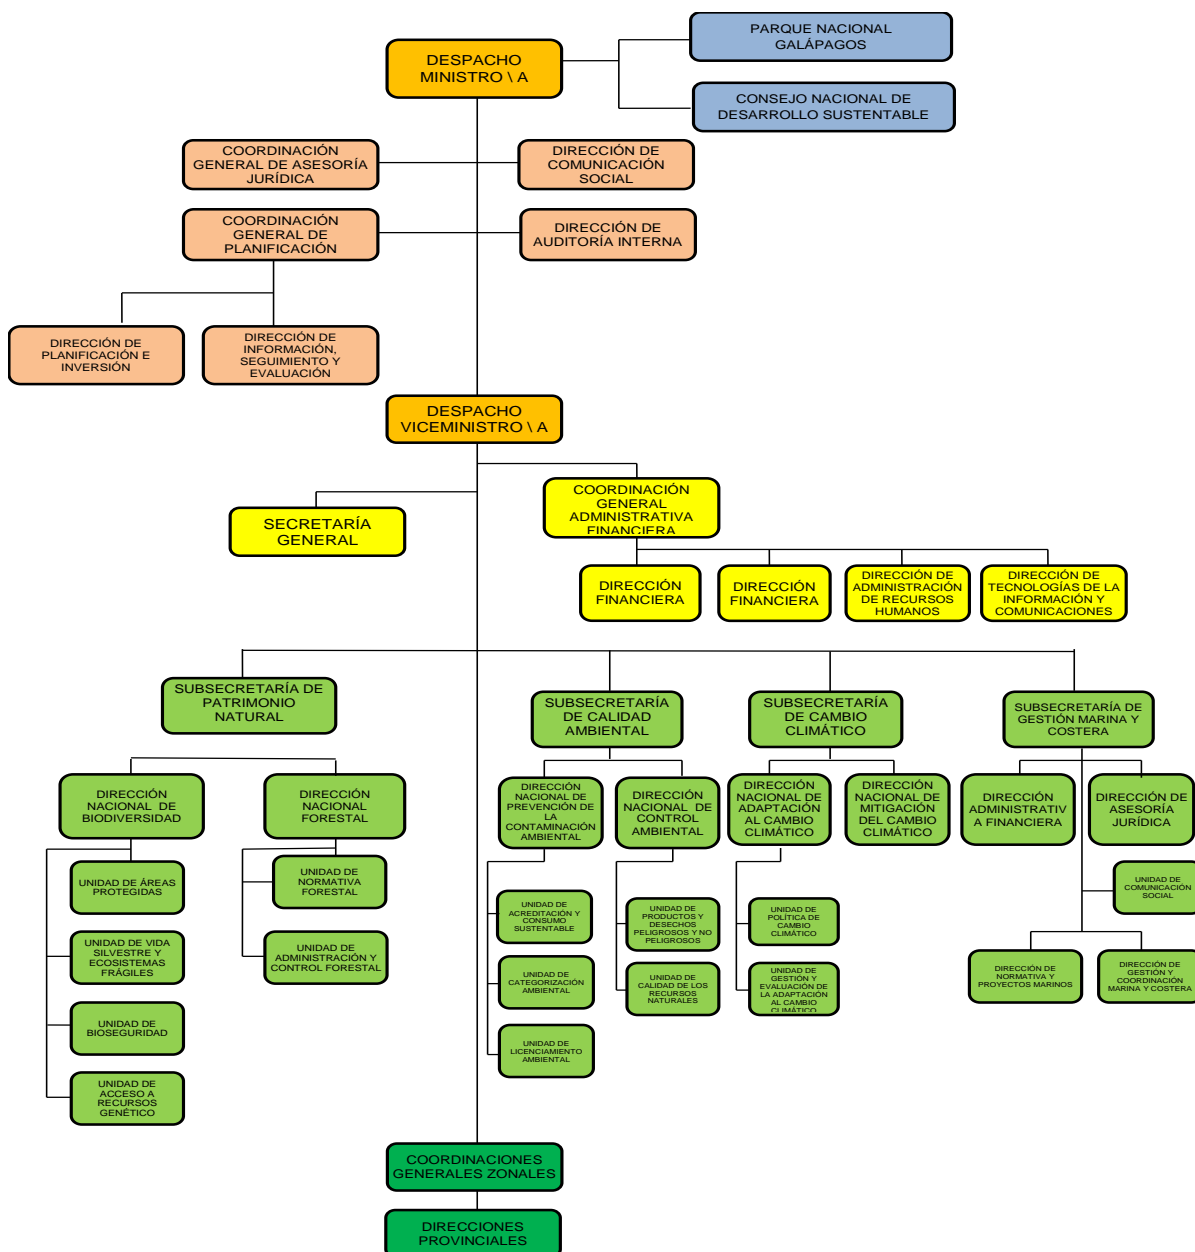 PARQUE NACIONAL
GALÁPAGOS
DESPACHO
MINISTRO \ A
CONSEJO NACIONAL DE
DESARROLLO SUSTENTABLE
COORDINACIÓN
GENERAL DE ASESORÍA
JURÍDICA
DIRECCIÓN DE
COMUNICACIÓN
SOCIAL
COORDINACIÓN
GENERAL DE
PLANIFICACIÓN
DIRECCIÓN DE
AUDITORÍA INTERNA
DIRECCIÓN DE
PLANIFICACIÓN E
INVERSIÓN
DIRECCIÓN DE
INFORMACIÓN,
SEGUIMIENTO Y
EVALUACIÓN
DESPACHO
VICEMINISTRO \ A
SECRETARÍA
GENERAL
COORDINACIÓN
GENERAL
ADMINISTRATIVA
FINANCIERA
DIRECCIÓN
FINANCIERA
DIRECCIÓN
FINANCIERA
DIRECCIÓN DE
ADMINISTRACIÓN
DE RECURSOS
HUMANOS
DIRECCIÓN DE
TECNOLOGÍAS DE LA
INFORMACIÓN Y
COMUNICACIONES
SUBSECRETARÍA DE
PATRIMONIO
NATURAL
SUBSECRETARÍA
DE CALIDAD
AMBIENTAL
SUBSECRETARÍA
DE CAMBIO
CLIMÁTICO
SUBSECRETARÍA DE
GESTIÓN MARINA Y
COSTERA
DIRECCIÓN
NACIONAL DE
BIODIVERSIDAD
DIRECCIÓN
NACIONAL
FORESTAL
DIRECCIÓN
NACIONAL DE
PREVENCIÓN DE
LA
CONTAMINACIÓN
AMBIENTAL
DIRECCIÓN
NACIONAL DE
CONTROL
AMBIENTAL
DIRECCIÓN
NACIONAL DE
ADAPTACIÓN
AL CAMBIO
CLIMÁTICO
DIRECCIÓN
NACIONAL DE
MITIGACIÓN
DEL CAMBIO
CLIMÁTICO
DIRECCIÓN
ADMINISTRATIV
A FINANCIERA
DIRECCIÓN DE
ASESORÍA
JURÍDICA
UNIDAD DE ÁREAS
PROTEGIDAS
UNIDAD DE
NORMATIVA
FORESTAL
UNIDAD DE
COMUNICACIÓN
SOCIAL
UNIDAD DE
ACREDITACIÓN Y
CONSUMO
SUSTENTABLE
UNIDAD DE
PRODUCTOS Y
DESECHOS
PELIGROSOS Y NO
PELIGROSOS
UNIDAD DE
POLÍTICA DE
CAMBIO
CLIMÁTICO
UNIDAD DE VIDA
SILVESTRE Y
ECOSISTEMAS
FRÁGILES
UNIDAD DE
ADMINISTRACIÓN Y
CONTROL FORESTAL
UNIDAD DE
CATEGORIZACIÓN
AMBIENTAL
UNIDAD DE
CALIDAD DE LOS
RECURSOS
NATURALES
UNIDAD DE
GESTIÓN Y
EVALUACIÓN DE
LA ADAPTACIÓN
AL CAMBIO
CLIMÁTICO
DIRECCIÓN DE
NORMATIVA Y
PROYECTOS MARINOS
DIRECCIÓN DE
GESTIÓN Y
COORDINACIÓN
MARINA Y COSTERA
UNIDAD DE
BIOSEGURIDAD
UNIDAD DE
LICENCIAMIENTO
AMBIENTAL
UNIDAD DE
ACCESO A
RECURSOS
GENÉTICO
COORDINACIONES
GENERALES ZONALES
DIRECCIONES
PROVINCIALES